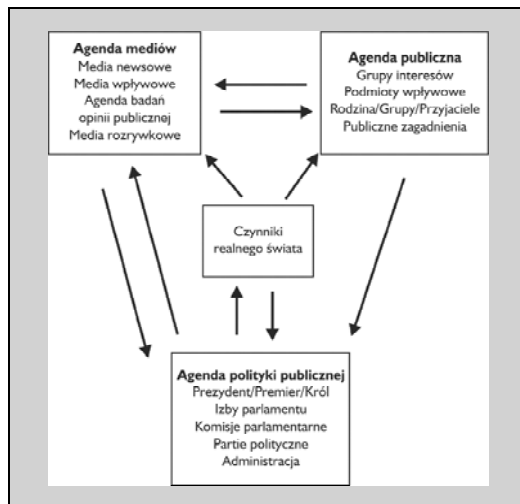 Agenda mediów
Media newsowe
Media wpływowe
Agenda badań
opinii publicznej
Media rozrywkowe
Agenda publiczna
Grupy interesów
Podmioty wpływowe
Rodzina/Grupy/Przyjaciele
Publiczne zagadnienia
Czynniki
realnego świata
Agenda polityki publicznej
Prezydent/Premier/Król
Izby parlamentu
Komisje parlamentarne
Partie polityczne
Administracja